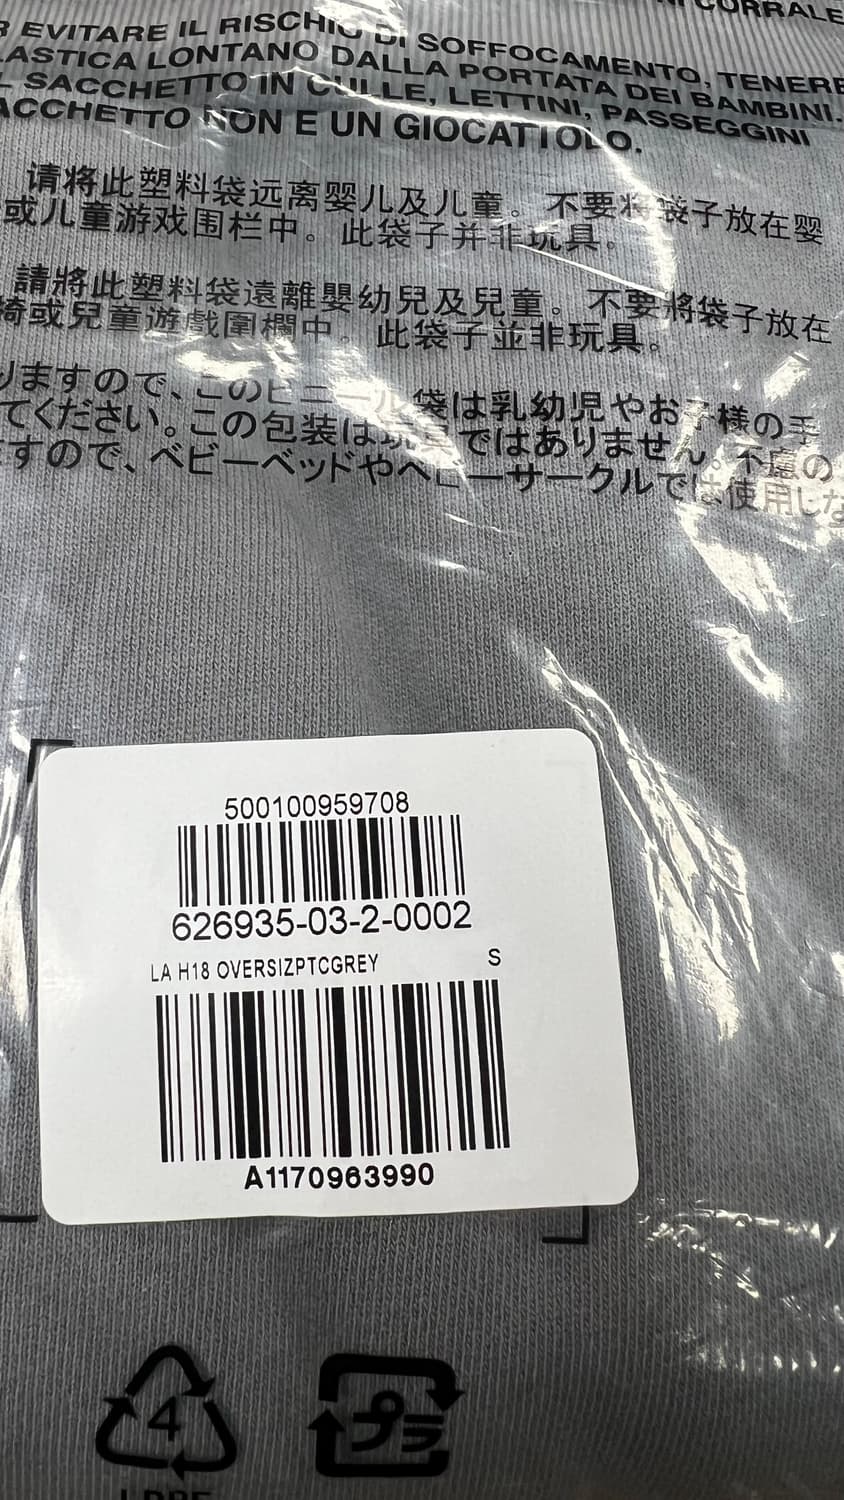 CORRALE
R EVITARE IL RISCHIO DI SOFFOCAMENTO, TENERE
LASTICA LONTANO DALLA PORTATA DEI BAMBINI.
L SACCHETTO IN CULLE, LETTINI, PASSEGGINI
ACCHETTO NON E UN GIOCATTOLO.
请将此塑料袋远离婴儿及儿童。不要将袋子放在婴
或儿童游戏围栏中。此袋子并非玩具。
請將此塑料袋遠離嬰幼兒及兒童。不要將袋子放在
椅或兒童遊戲圍欄中。此袋子並非玩具。
りますので、このビニール袋は乳幼児やお子様の手
てください。この包装は玩具ではありません。不慮の
ますので、ベビーベッドやベビーサークルでは使用しな
500100959708
626935-03-2-0002
LA H18 OVERSIZPTCGREY S
A1170963990
4 プラ
LDPE